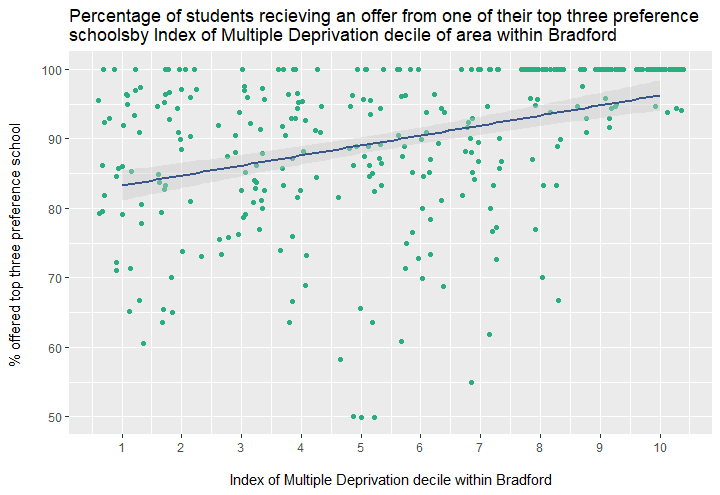 Percentage of students recieving an offer from one of their top three preference
schoolsby Index of Multiple Deprivation decile of area within Bradford
% offered top three preference school
100
90
80
70
60
50
1 2 3 4 5 6 7 8 9 10
Index of Multiple Deprivation decile within Bradford